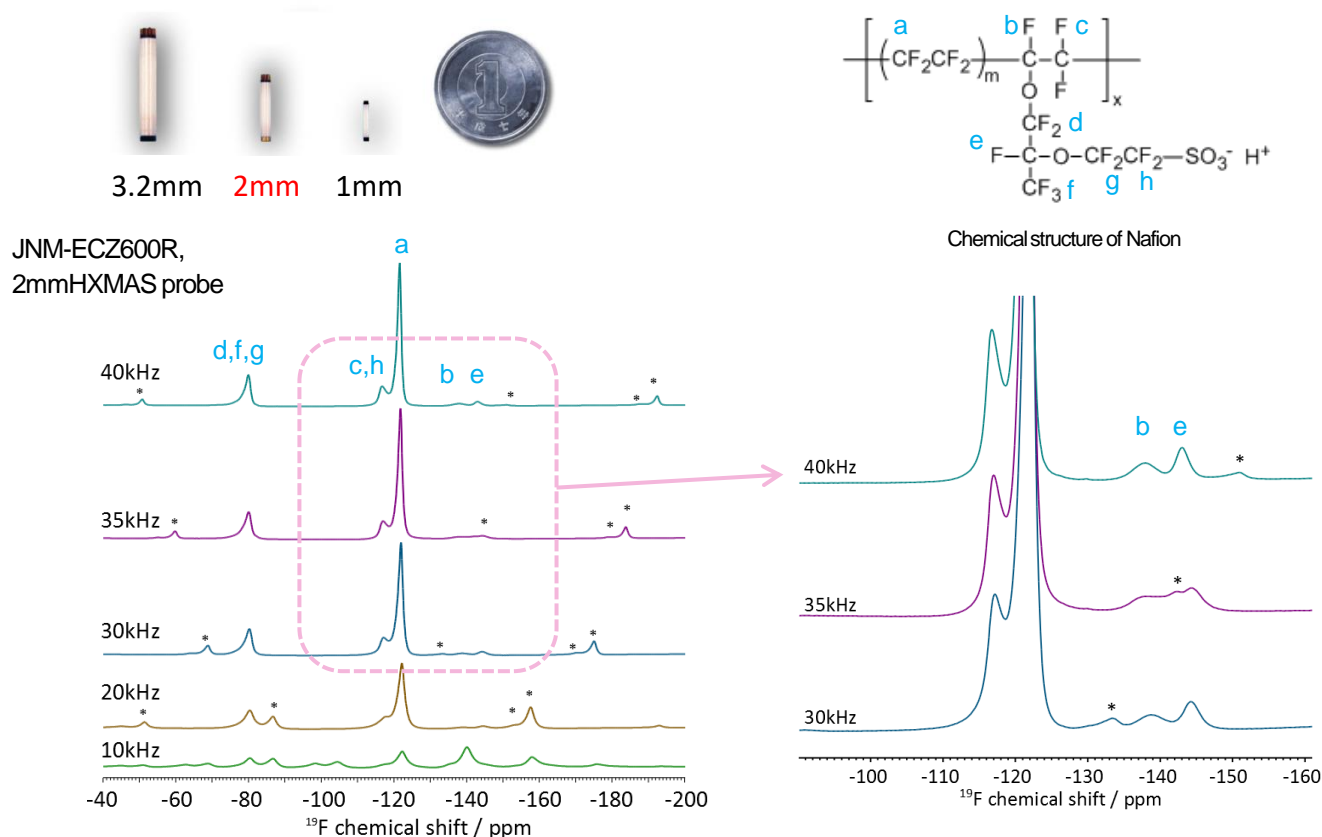 3.2mm
2mm
1mm
1
JNM-ECZ600R,
2mmHXMAS probe
a
b F F c
(CF₂CF₂)m C C
x
O F
CF₂ d
e F C O CF₂CF₂ SO₃⁻ H⁺
CF₃ f g h
Chemical structure of Nafion
a
d,f,g
c,h
b
e
40kHz
*
*
*
*
35kHz
*
*
*
*
30kHz
*
*
*
*
20kHz
*
*
*
*
10kHz
-40 -60 -80 -100 -120 -140 -160 -180 -200
¹⁹F chemical shift / ppm
b
e
40kHz
*
35kHz
*
30kHz
*
-100 -110 -120 -130 -140 -150 -160
¹⁹F chemical shift / ppm